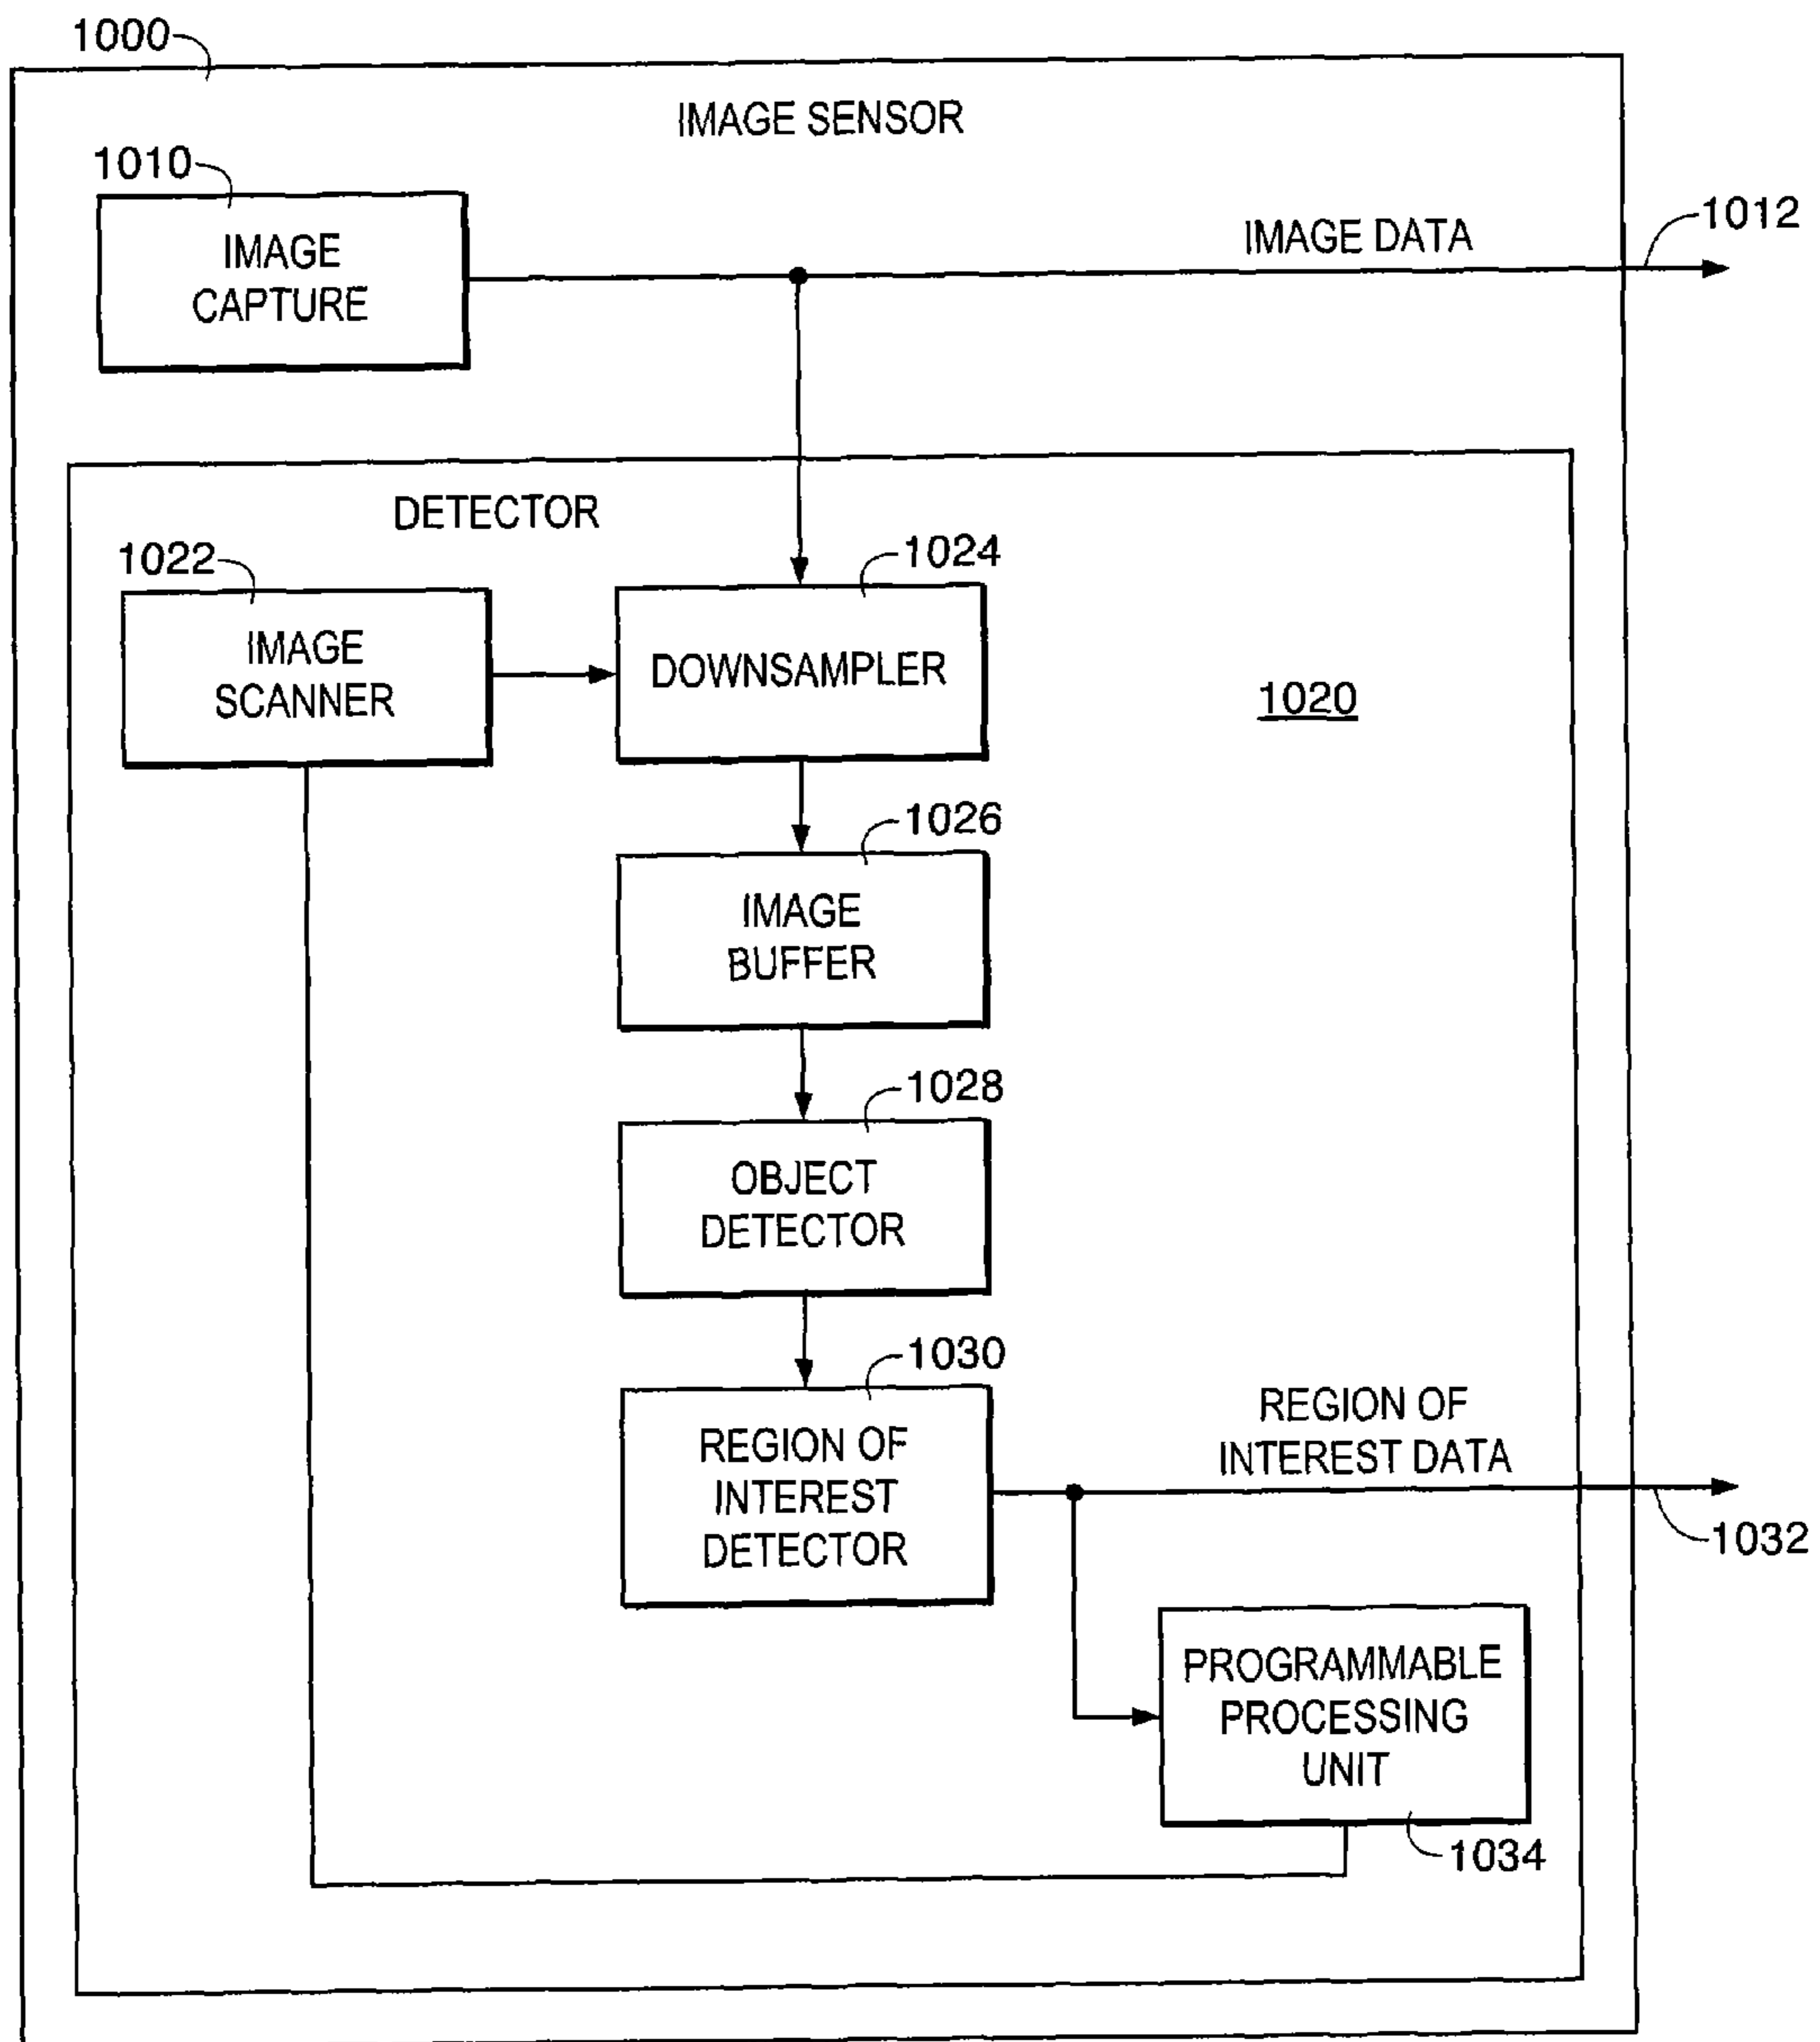 1000
IMAGE SENSOR
1010
IMAGE
CAPTURE
IMAGE DATA
1012
DETECTOR
1022
IMAGE
SCANNER
1024
DOWNSAMPLER
1020
1026
IMAGE
BUFFER
1028
OBJECT
DETECTOR
1030
REGION OF
INTEREST
DETECTOR
REGION OF
INTEREST DATA
1032
PROGRAMMABLE
PROCESSING
UNIT
1034